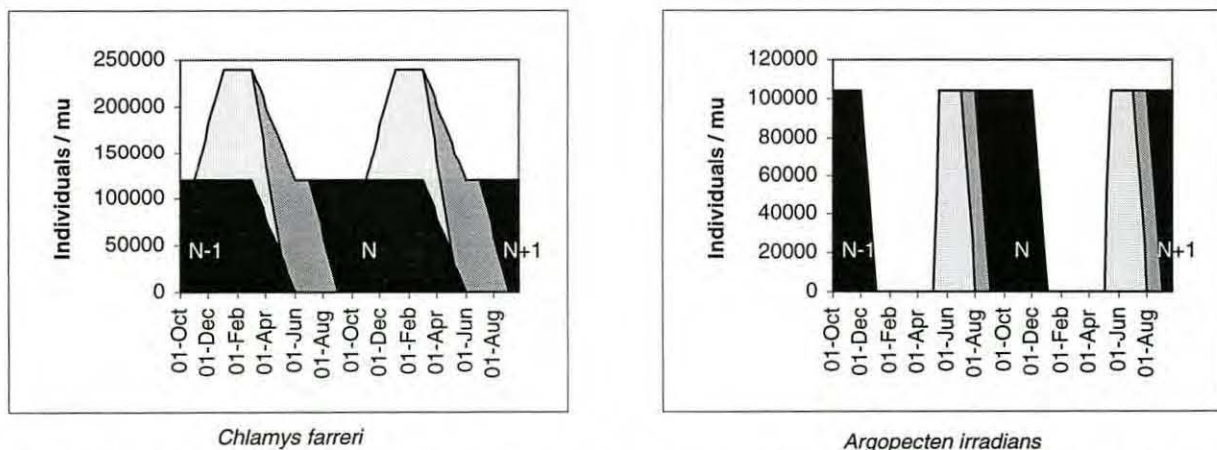 Individuals / mu
250000
200000
150000
100000
50000
0
N-1
N
N+1
01-Oct
01-Dec
01-Feb
01-Apr
01-Jun
01-Aug
01-Oct
01-Dec
01-Feb
01-Apr
01-Jun
01-Aug
Chlamys farreri
Individuals / mu
120000
100000
80000
60000
40000
20000
0
N-1
N
N+1
01-Oct
01-Dec
01-Feb
01-Apr
01-Jun
01-Aug
01-Oct
01-Dec
01-Feb
01-Apr
01-Jun
01-Aug
Argopecten irradians